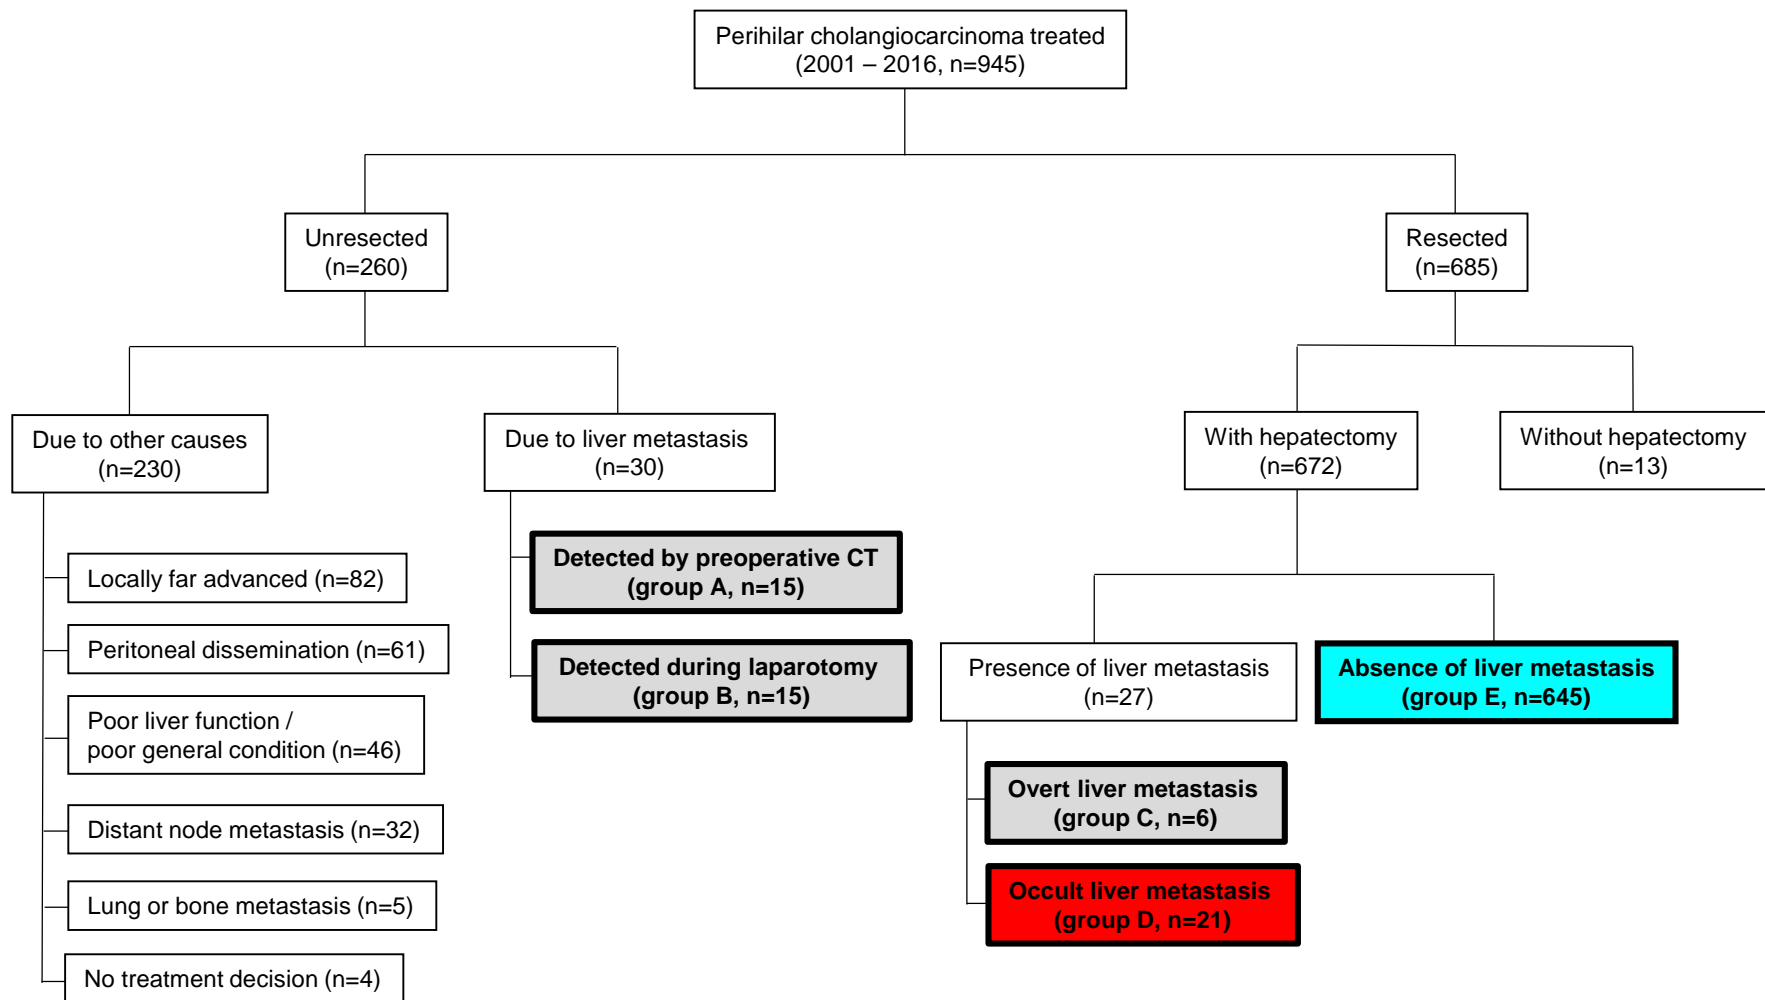 Perihilar cholangiocarcinoma treated
(2001 – 2016, n=945)
Unresected
(n=260)
Resected
(n=685)
Due to other causes
(n=230)
Due to liver metastasis
(n=30)
With hepatectomy
(n=672)
Without hepatectomy
(n=13)
Locally far advanced (n=82)
Peritoneal dissemination (n=61)
Poor liver function /
poor general condition (n=46)
Distant node metastasis (n=32)
Lung or bone metastasis (n=5)
No treatment decision (n=4)
Detected by preoperative CT
(group A, n=15)
Detected during laparotomy
(group B, n=15)
Presence of liver metastasis
(n=27)
Absence of liver metastasis
(group E, n=645)
Overt liver metastasis
(group C, n=6)
Occult liver metastasis
(group D, n=21)